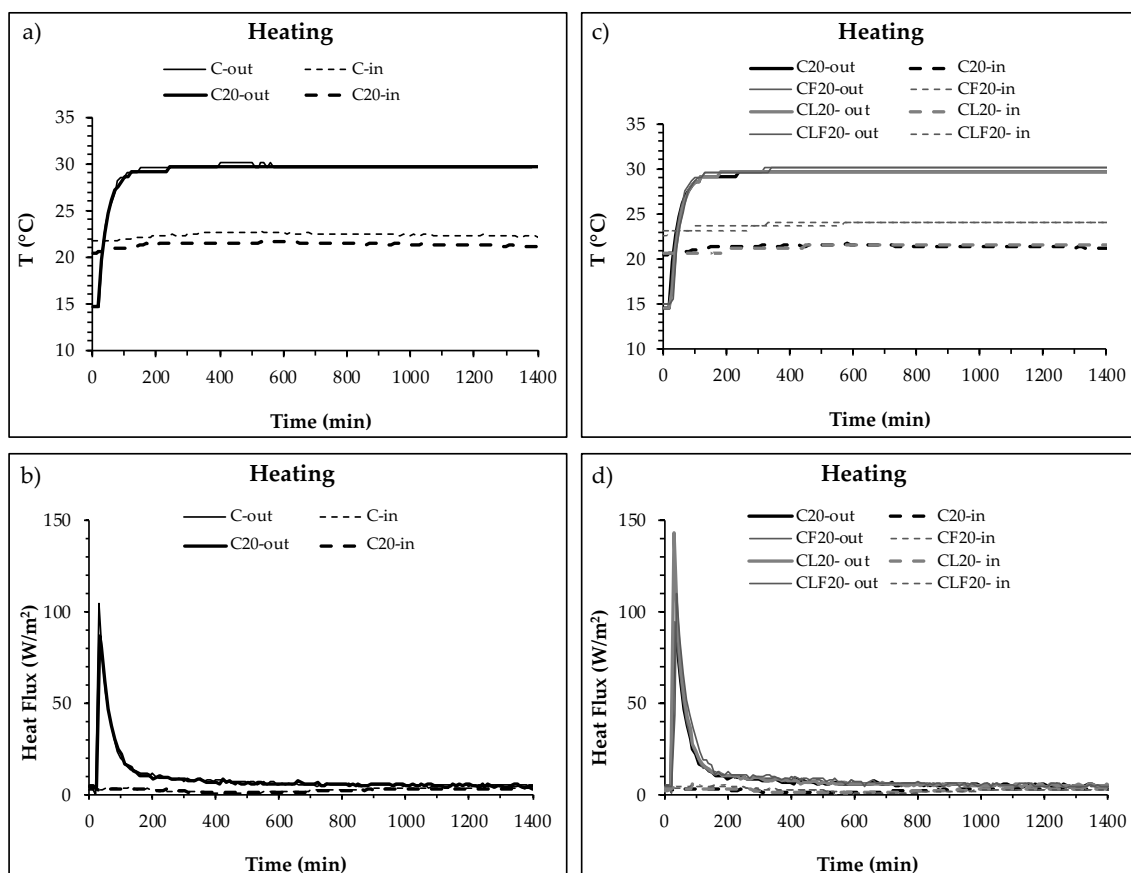 a)
Heating
C-out
C-in
C20-out
C20-in
35
30
25
20
15
10
T (°C)
0 200 400 600 800 1000 1200 1400
Time (min)
c)
Heating
C20-out
C20-in
CF20-out
CF20-in
CL20- out
CL20- in
CLF20- out
CLF20- in
35
30
25
20
15
10
T (°C)
0 200 400 600 800 1000 1200 1400
Time (min)
b)
Heating
C-out
C-in
C20-out
C20-in
150
100
50
0
Heat Flux (W/m²)
0 200 400 600 800 1000 1200 1400
Time (min)
d)
Heating
C20-out
C20-in
CF20-out
CF20-in
CL20- out
CL20- in
CLF20- out
CLF20- in
150
100
50
0
Heat Flux (W/m²)
0 200 400 600 800 1000 1200 1400
Time (min)